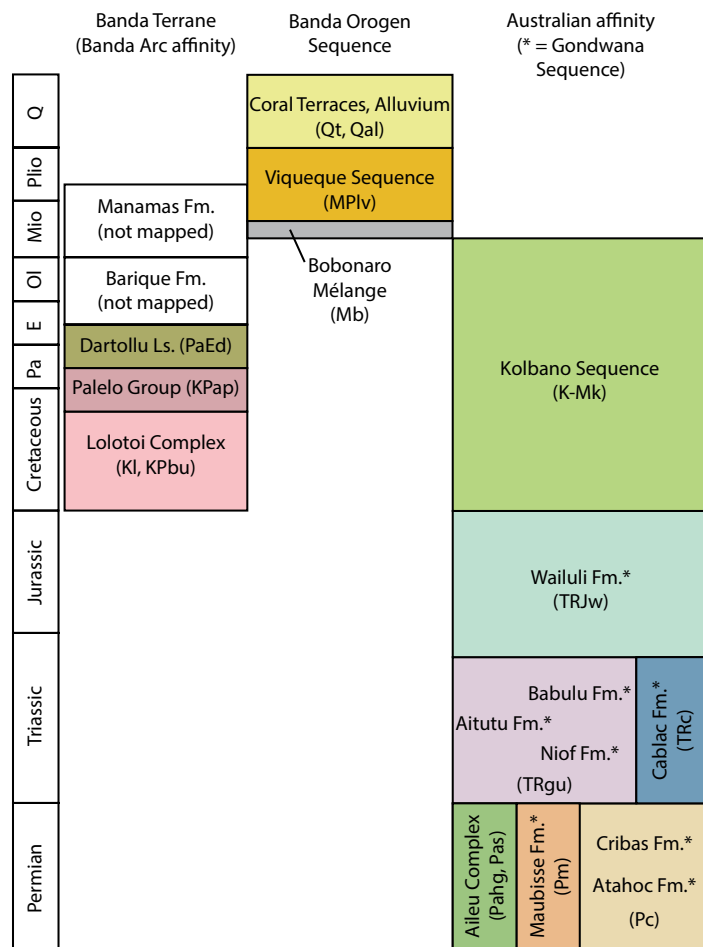 Banda Terrane
(Banda Arc affinity)
Banda Orogen
Sequence
Australian affinity
(* = Gondwana
Sequence)
Q
Plio
Mio
Ol
E
Pa
Cretaceous
Jurassic
Triassic
Permian
Manamas Fm.
(not mapped)
Barique Fm.
(not mapped)
Dartollu Ls. (PaEd)
Palelo Group (KPap)
Lolotoi Complex
(Kl, KPbu)
Coral Terraces, Alluvium
(Qt, Qal)
Viqueque Sequence
(MPlv)
Bobonaro
Mélange
(Mb)
Kolbano Sequence
(K-Mk)
Wailuli Fm.*
(TRJw)
Babulu Fm.*
Aitutu Fm.*
Niof Fm.*
(TRgu)
Cablac Fm.*
(TRc)
Aileu Complex
(Pahg, Pas)
Maubisse Fm.*
(Pm)
Cribas Fm.*
Atahoc Fm.*
(Pc)